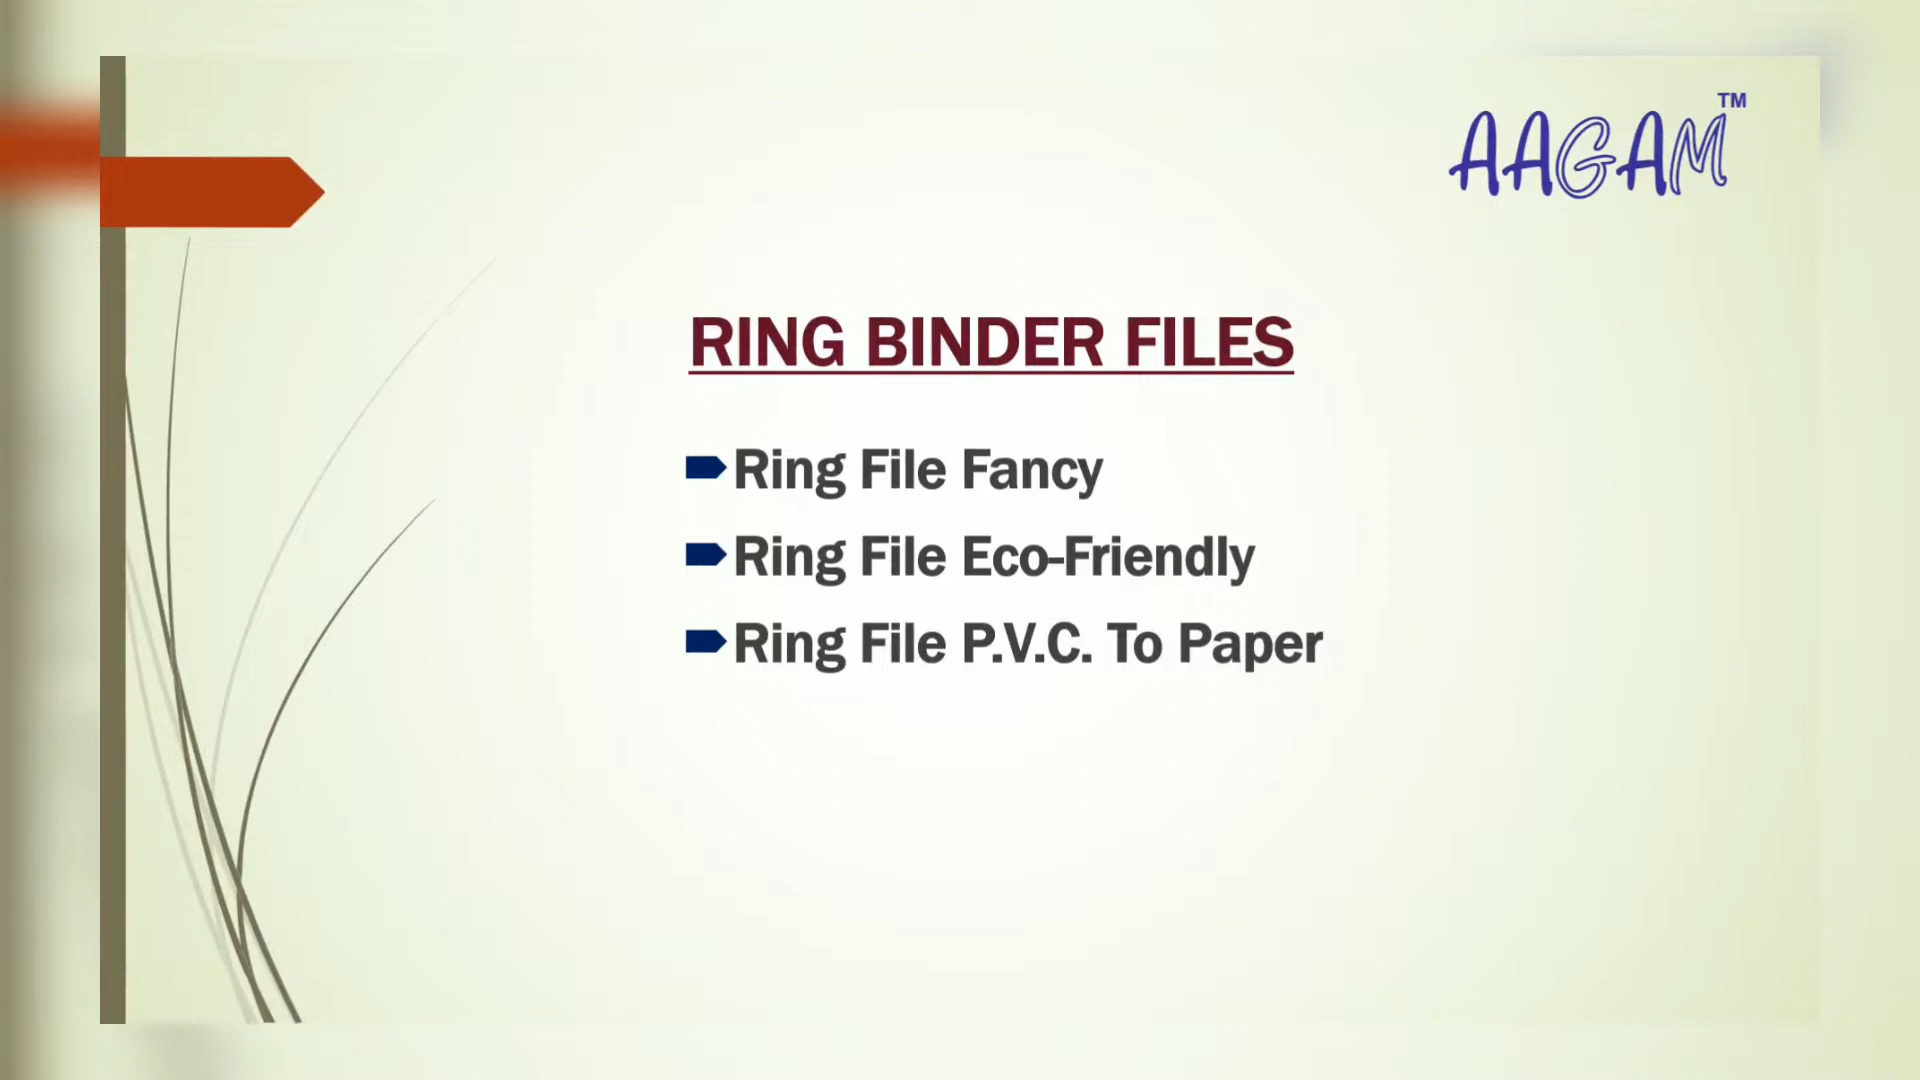 AAGAM™
RING BINDER FILES
Ring File Fancy
Ring File Eco-Friendly
Ring File P.V.C. To Paper